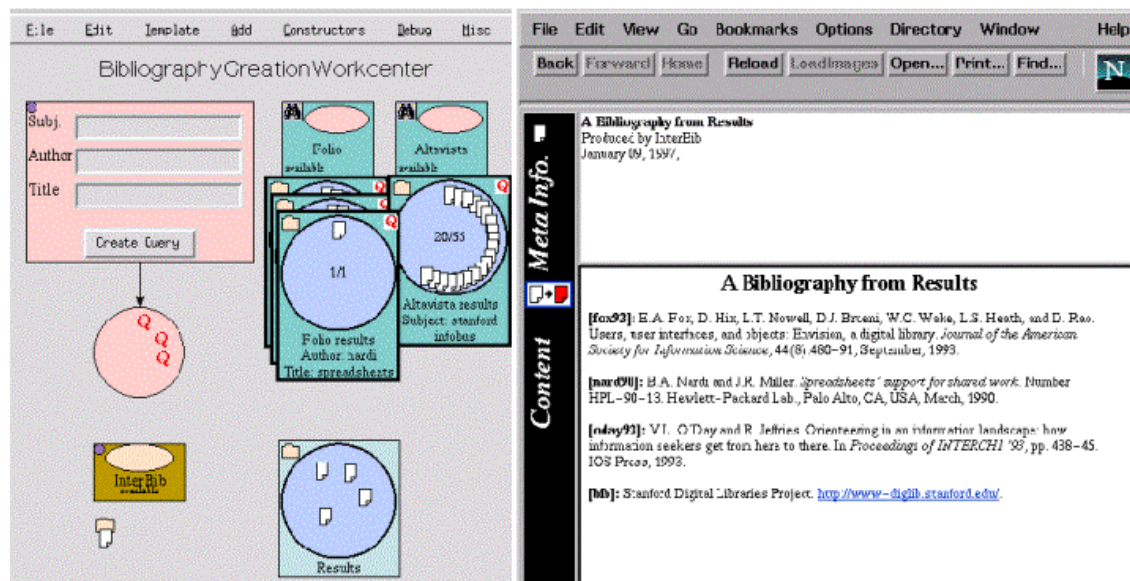 File Edit Template Add Constructors Debug Misc
BibliographyCreationWorkcenter
Subj.
Author
Title
Create Query
Q
Q
Q
Folio
available
Altavista
available
Q
Q
20/55
1/1
Altavista results
Subject: stanford
infobus
Folio results
Author: nardi
Title: spreadsheets
InterBib
available
Results
File Edit View Go Bookmarks Options Directory Window Help
Back Forward Home Reload LoadImages Open... Print... Find...
N
Meta Info.
Content
A Bibliography from Results
Produced by InterBib
January 09, 1997,
A Bibliography from Results
[fox93]: E.A. Fox, D. Hix, L.T. Nowell, D.J. Brueni, W.C. Wake, L.S. Heath, and D. Rao.
Users, user interfaces, and objects: Envision, a digital library. Journal of the American
Society for Information Science, 44(8):480-91, September, 1993.
[nard90]: B.A. Nardi and J.R. Miller. Spreadsheets' support for shared work. Number
HPL-90-13. Hewlett-Packard Lab., Palo Alto, CA, USA, March, 1990.
[oday93]: V.L. O'Day and R. Jeffries. Orienteering in an information landscape: how
information seekers get from here to there. In Proceedings of INTERCHI '93, pp. 438-45.
IOS Press, 1993.
Stanford Digital Libraries Project. http://www-diglib.stanford.edu/.